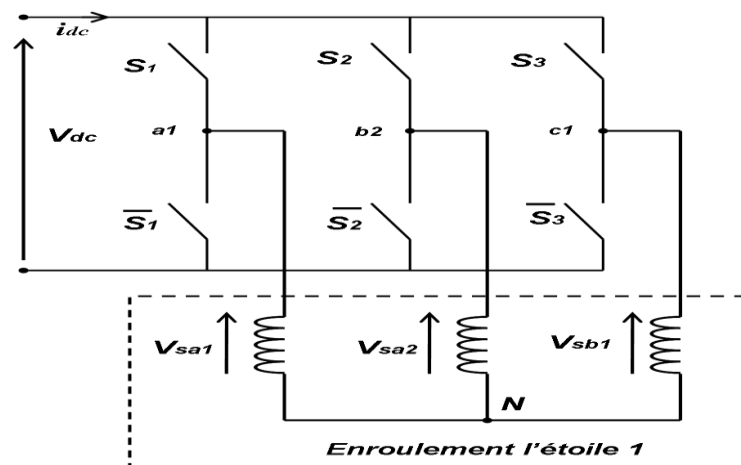 idc
S1
S2
S3
Vdc
a1
b2
c1
S̅1
S̅2
S̅3
Vsa1
Vsa2
Vsb1
N
Enroulement l'étoile 1